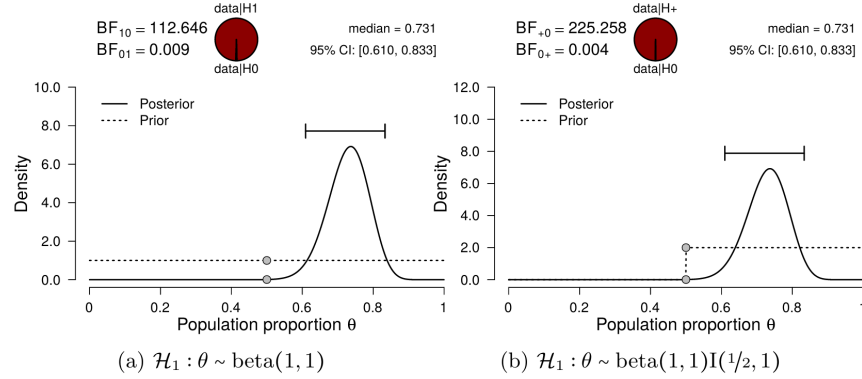 data|H1
BF10 = 112.646
BF01 = 0.009
median = 0.731
95% CI: [0.610, 0.833]
data|H0
10.0
8.0
6.0
4.0
2.0
0.0
Density
Posterior
Prior
0 0.2 0.4 0.6 0.8 1
Population proportion θ
(a) ℋ₁ : θ ~ beta(1, 1)
data|H+
BF+0 = 225.258
BF0+ = 0.004
median = 0.731
95% CI: [0.610, 0.833]
data|H0
12.0
10.0
8.0
6.0
4.0
2.0
0.0
Density
Posterior
Prior
0 0.2 0.4 0.6 0.8 1
Population proportion θ
(b) ℋ₁ : θ ~ beta(1, 1)I(1/2, 1)